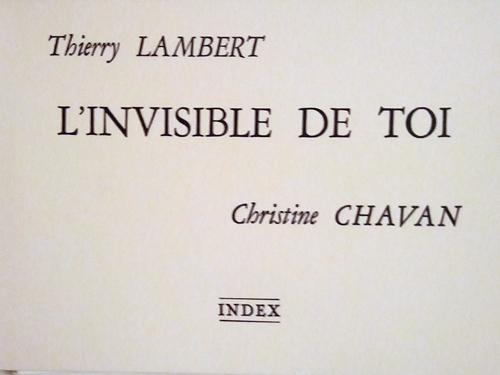 Thierry LAMBERT
L'INVISIBLE DE TOI
Christine CHAVAN
INDEX